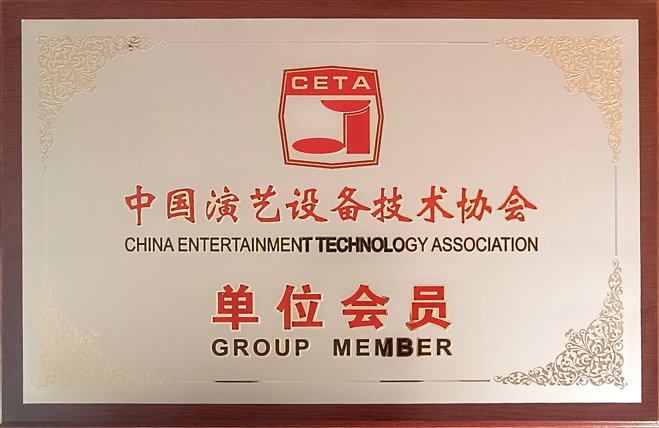 CETA
中国演艺设备技术协会
CHINA ENTERTAINMENT TECHNOLOGY ASSOCIATION
单位会员
GROUP MEMBER